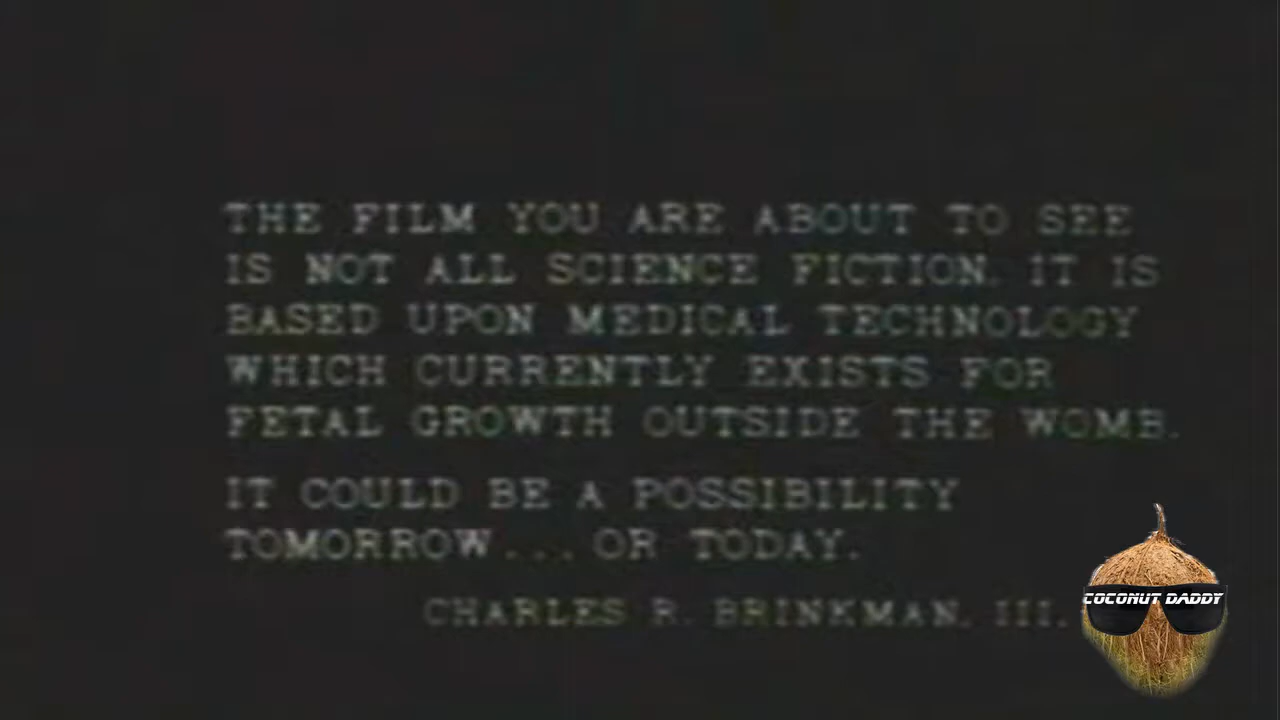 THE FILM YOU ARE ABOUT TO SEE
IS NOT ALL SCIENCE FICTION. IT IS
BASED UPON MEDICAL TECHNOLOGY
WHICH CURRENTLY EXISTS FOR
FETAL GROWTH OUTSIDE THE WOMB.
IT COULD BE A POSSIBILITY
TOMORROW... OR TODAY.
CHARLES R. BRINKMAN, III.
COCONUT DADDY